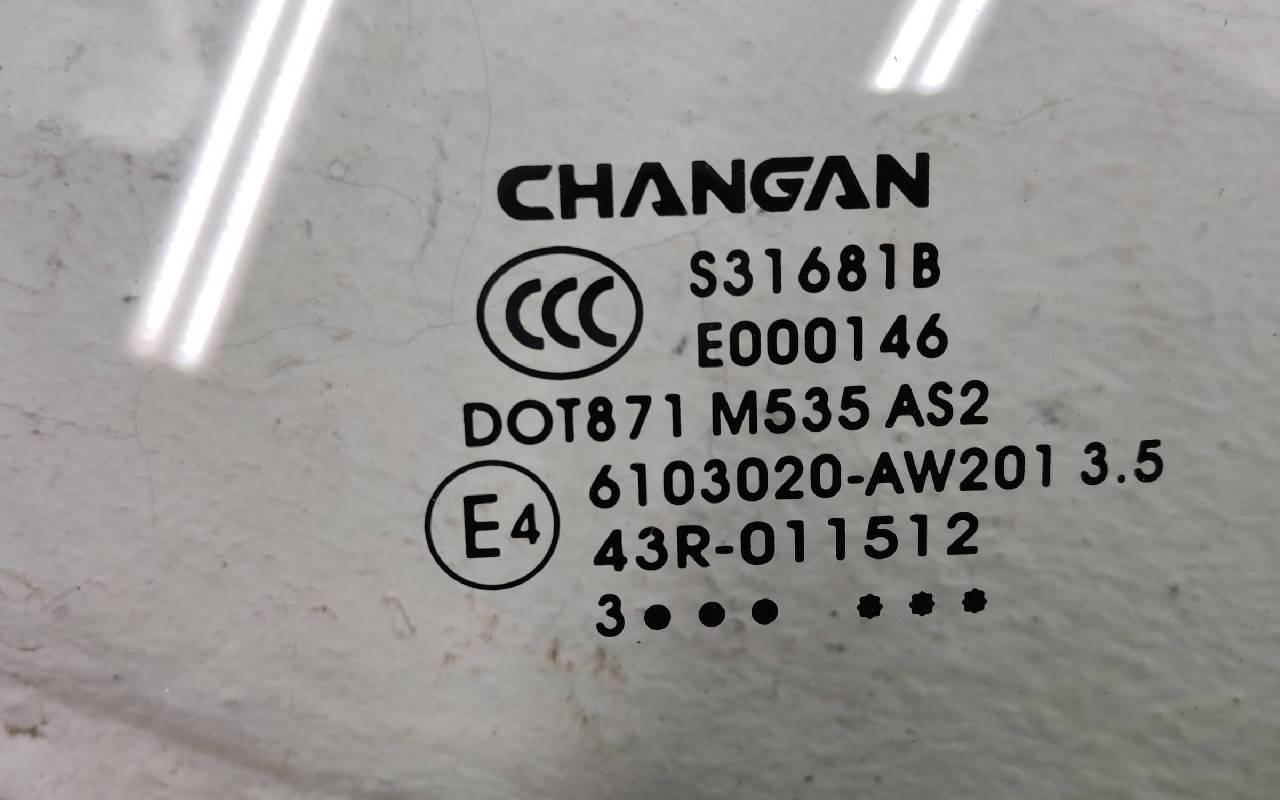 CHANGAN
CCC S31681B
E000146
DOT871 M535 AS2
E4 6103020-AW201 3.5
43R-011512
3